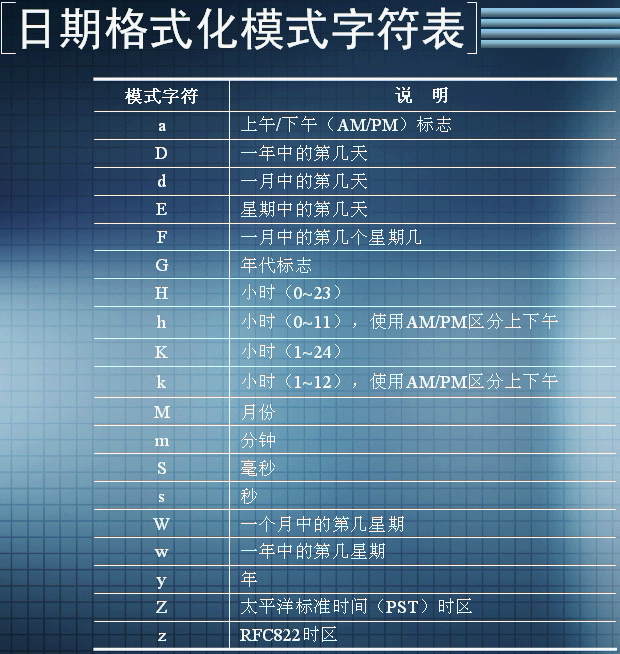 日期格式化模式字符表
模式字符 说 明
a 上午/下午（AM/PM）标志
D 一年中的第几天
d 一月中的第几天
E 星期中的第几天
F 一月中的第几个星期几
G 年代标志
H 小时（0~23）
h 小时（0~11），使用AM/PM区分上下午
K 小时（1~24）
k 小时（1~12），使用AM/PM区分上下午
M 月份
m 分钟
S 毫秒
s 秒
W 一个月中的第几星期
w 一年中的第几星期
y 年
Z 太平洋标准时间（PST）时区
z RFC822时区